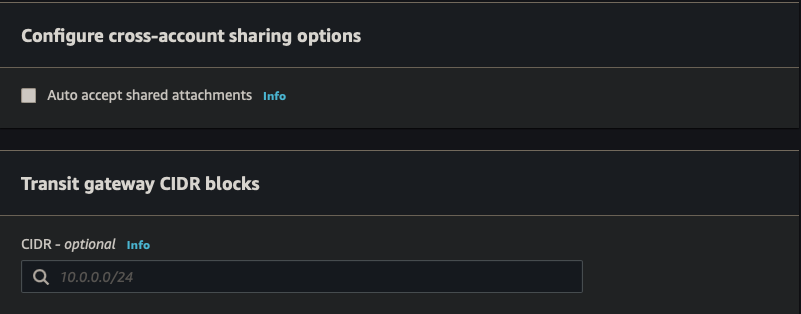 Configure cross-account sharing options
Auto accept shared attachments Info
Transit gateway CIDR blocks
CIDR - optional Info
10.0.0.0/24